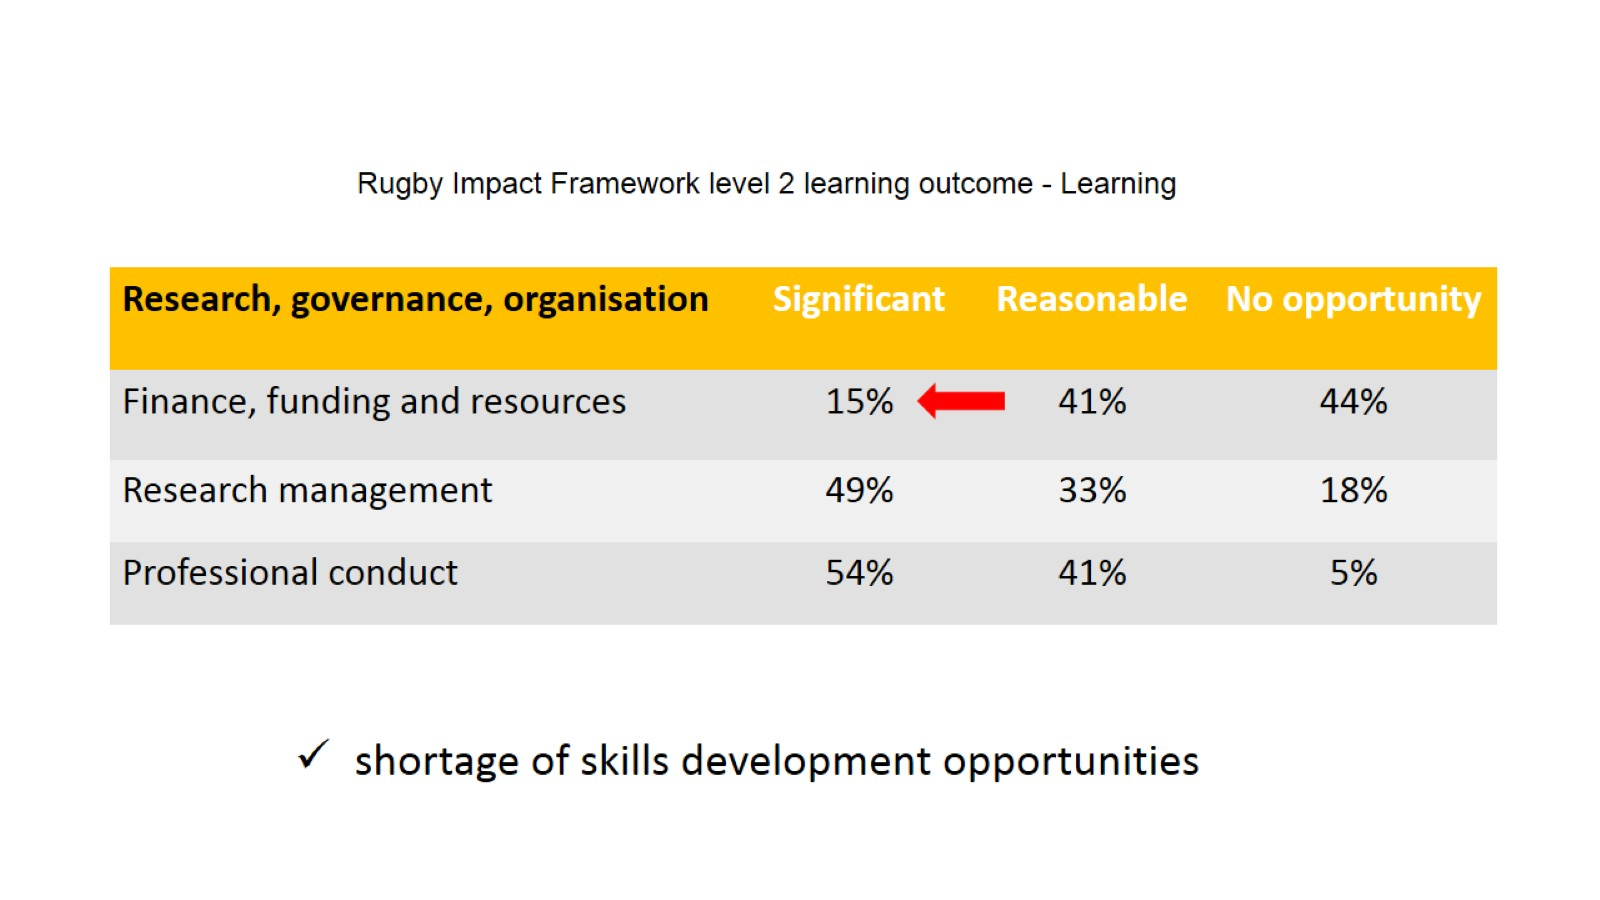 Rugby Impact Framework level 2 learning outcome - Learning
Research, governance, organisation Significant Reasonable No opportunity
Finance, funding and resources 15% 41% 44%
Research management 49% 33% 18%
Professional conduct 54% 41% 5%
✓ shortage of skills development opportunities